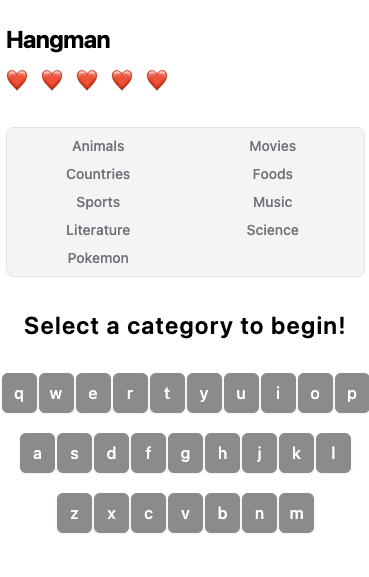 Hangman
Animals Movies
Countries Foods
Sports Music
Literature Science
Pokemon
Select a category to begin!
q w e r t y u i o p
a s d f g h j k l
z x c v b n m